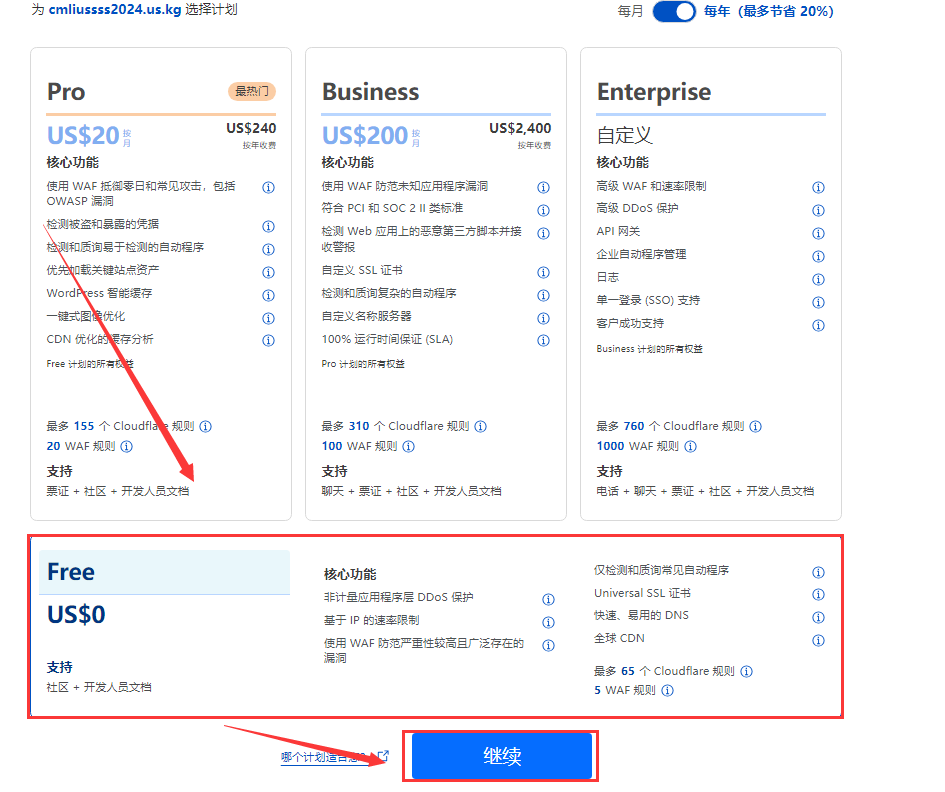 为 cmliussss2024.us.kg 选择计划
每月
每年（最多节省 20%）
Pro
最热门
US$20 按月
US$240
按年收费
核心功能
使用 WAF 抵御零日和常见攻击，包括
OWASP 漏洞
检测被盗和暴露的凭据
检测和质询易于检测的自动程序
优先加载关键站点资产
WordPress 智能缓存
一键式图像优化
CDN 优化的缓存分析
Free 计划的所有权益
最多 155 个 Cloudflare 规则
20 WAF 规则
支持
票证 + 社区 + 开发人员文档
Business
US$200 按月
US$2,400
按年收费
核心功能
使用 WAF 防范未知应用程序漏洞
符合 PCI 和 SOC 2 II 类标准
检测 Web 应用上的恶意第三方脚本并接
收警报
自定义 SSL 证书
检测和质询复杂的自动程序
自定义名称服务器
100% 运行时间保证 (SLA)
Pro 计划的所有权益
最多 310 个 Cloudflare 规则
100 WAF 规则
支持
聊天 + 票证 + 社区 + 开发人员文档
Enterprise
自定义
核心功能
高级 WAF 和速率限制
高级 DDoS 保护
API 网关
企业自动程序管理
日志
单一登录 (SSO) 支持
客户成功支持
Business 计划的所有权益
最多 760 个 Cloudflare 规则
1000 WAF 规则
支持
电话 + 聊天 + 票证 + 社区 + 开发人员文档
Free
US$0
支持
社区 + 开发人员文档
核心功能
非计量应用程序层 DDoS 保护
基于 IP 的速率限制
使用 WAF 防范严重性较高且广泛存在的
漏洞
仅检测和质询常见自动程序
Universal SSL 证书
快速、易用的 DNS
全球 CDN
最多 65 个 Cloudflare 规则
5 WAF 规则
哪个计划适合您?
继续